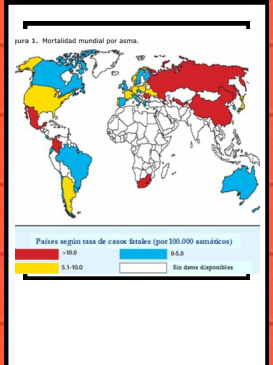 ura 1. Mortalidad mundial por asma.
Países según tasa de casos fatales (por 100.000 asmáticos)
>10.0
0-5.0
5.1-10.0
Sin datos disponibles